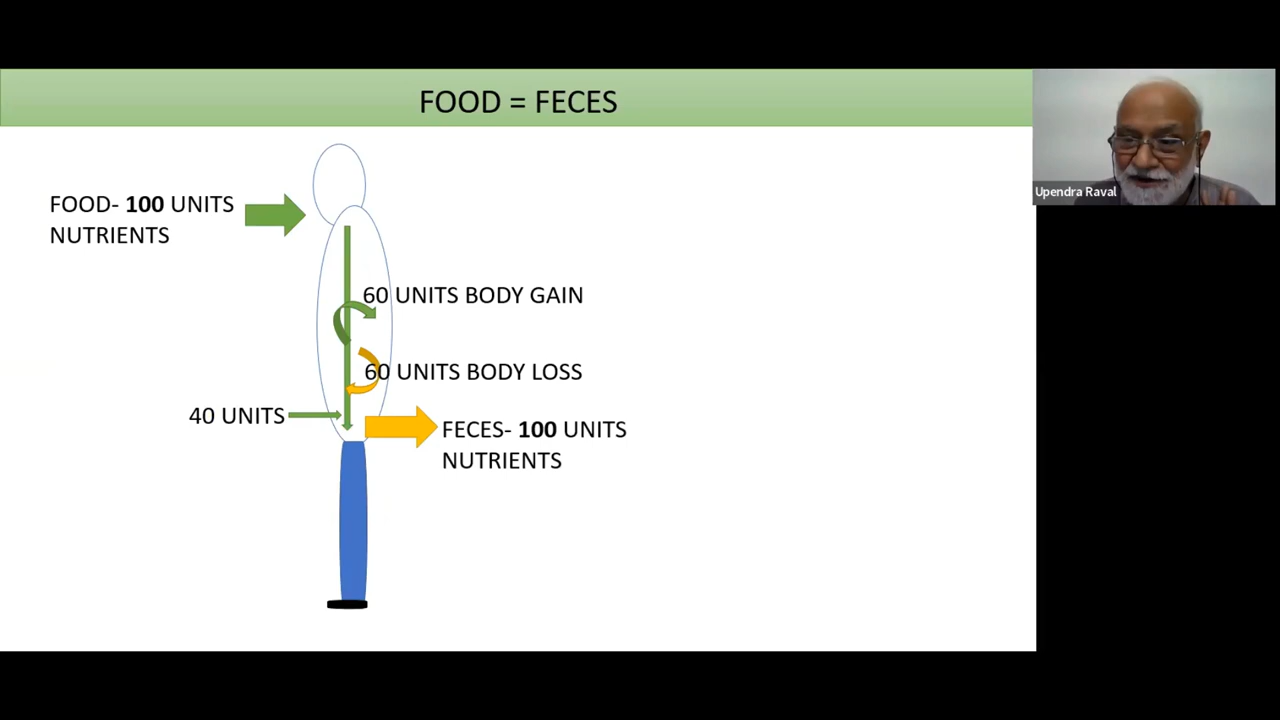 FOOD = FECES
Upendra Raval
FOOD- 100 UNITS
NUTRIENTS
60 UNITS BODY GAIN
60 UNITS BODY LOSS
40 UNITS
FECES- 100 UNITS
NUTRIENTS